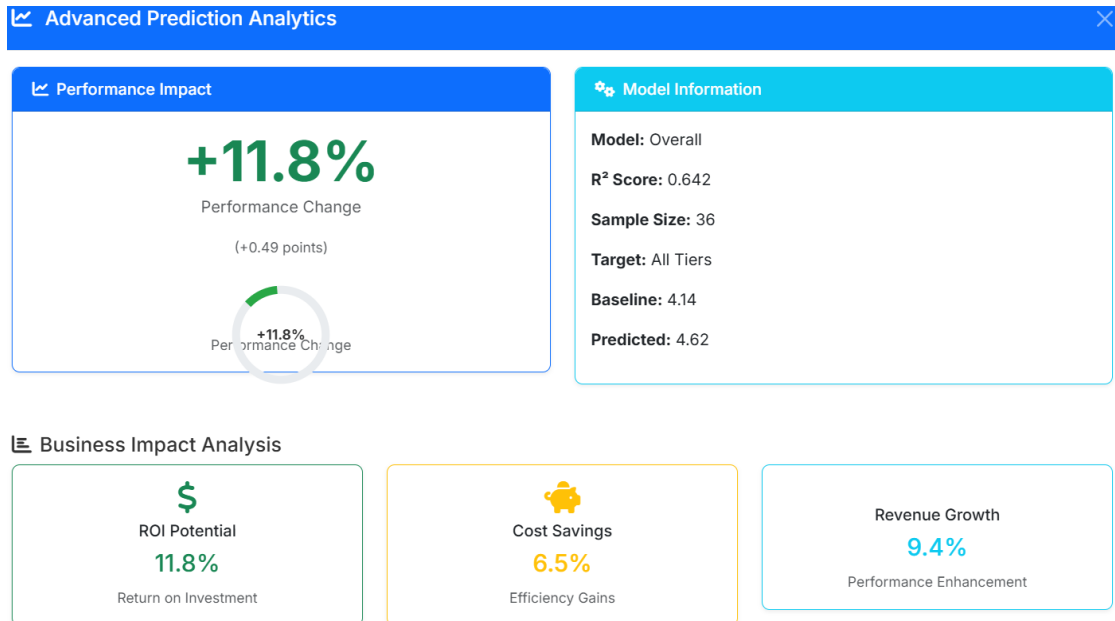 Advanced Prediction Analytics
Performance Impact
+11.8%
Performance Change
(+0.49 points)
+11.8%
Performance Change
Model Information
Model: Overall
R² Score: 0.642
Sample Size: 36
Target: All Tiers
Baseline: 4.14
Predicted: 4.62
Business Impact Analysis
ROI Potential
11.8%
Return on Investment
Cost Savings
6.5%
Efficiency Gains
Revenue Growth
9.4%
Performance Enhancement